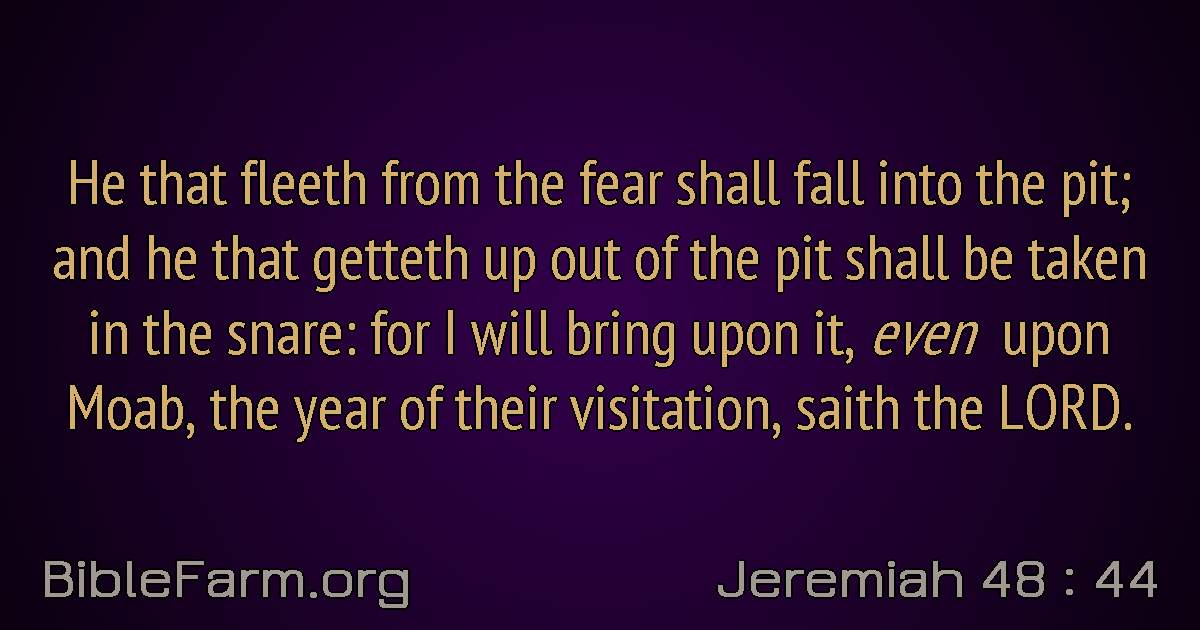 He that fleeth from the fear shall fall into the pit;
and he that getteth up out of the pit shall be taken
in the snare: for I will bring upon it, even upon
Moab, the year of their visitation, saith the LORD.
BibleFarm.org
Jeremiah 48 : 44